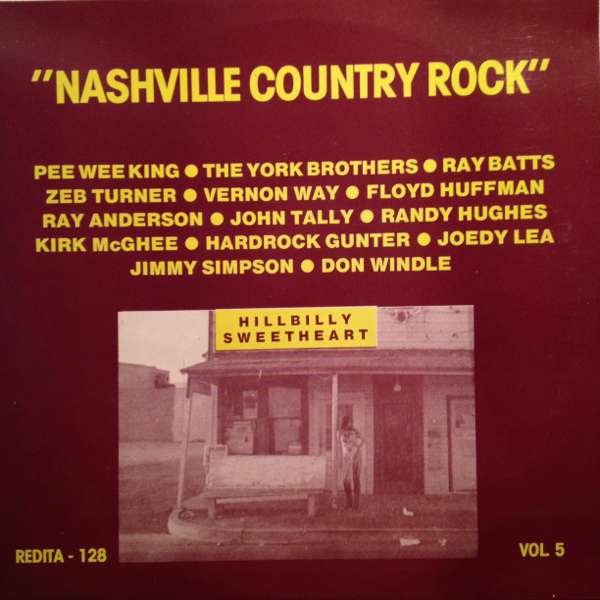 "NASHVILLE COUNTRY ROCK"
PEE WEE KING ● THE YORK BROTHERS ● RAY BATTS
ZEB TURNER ● VERNON WAY ● FLOYD HUFFMAN
RAY ANDERSON ● JOHN TALLY ● RANDY HUGHES
KIRK McGHEE ● HARDROCK GUNTER ● JOEDY LEA
JIMMY SIMPSON ● DON WINDLE
HILLBILLY
SWEETHEART
REDITA - 128
VOL. 5